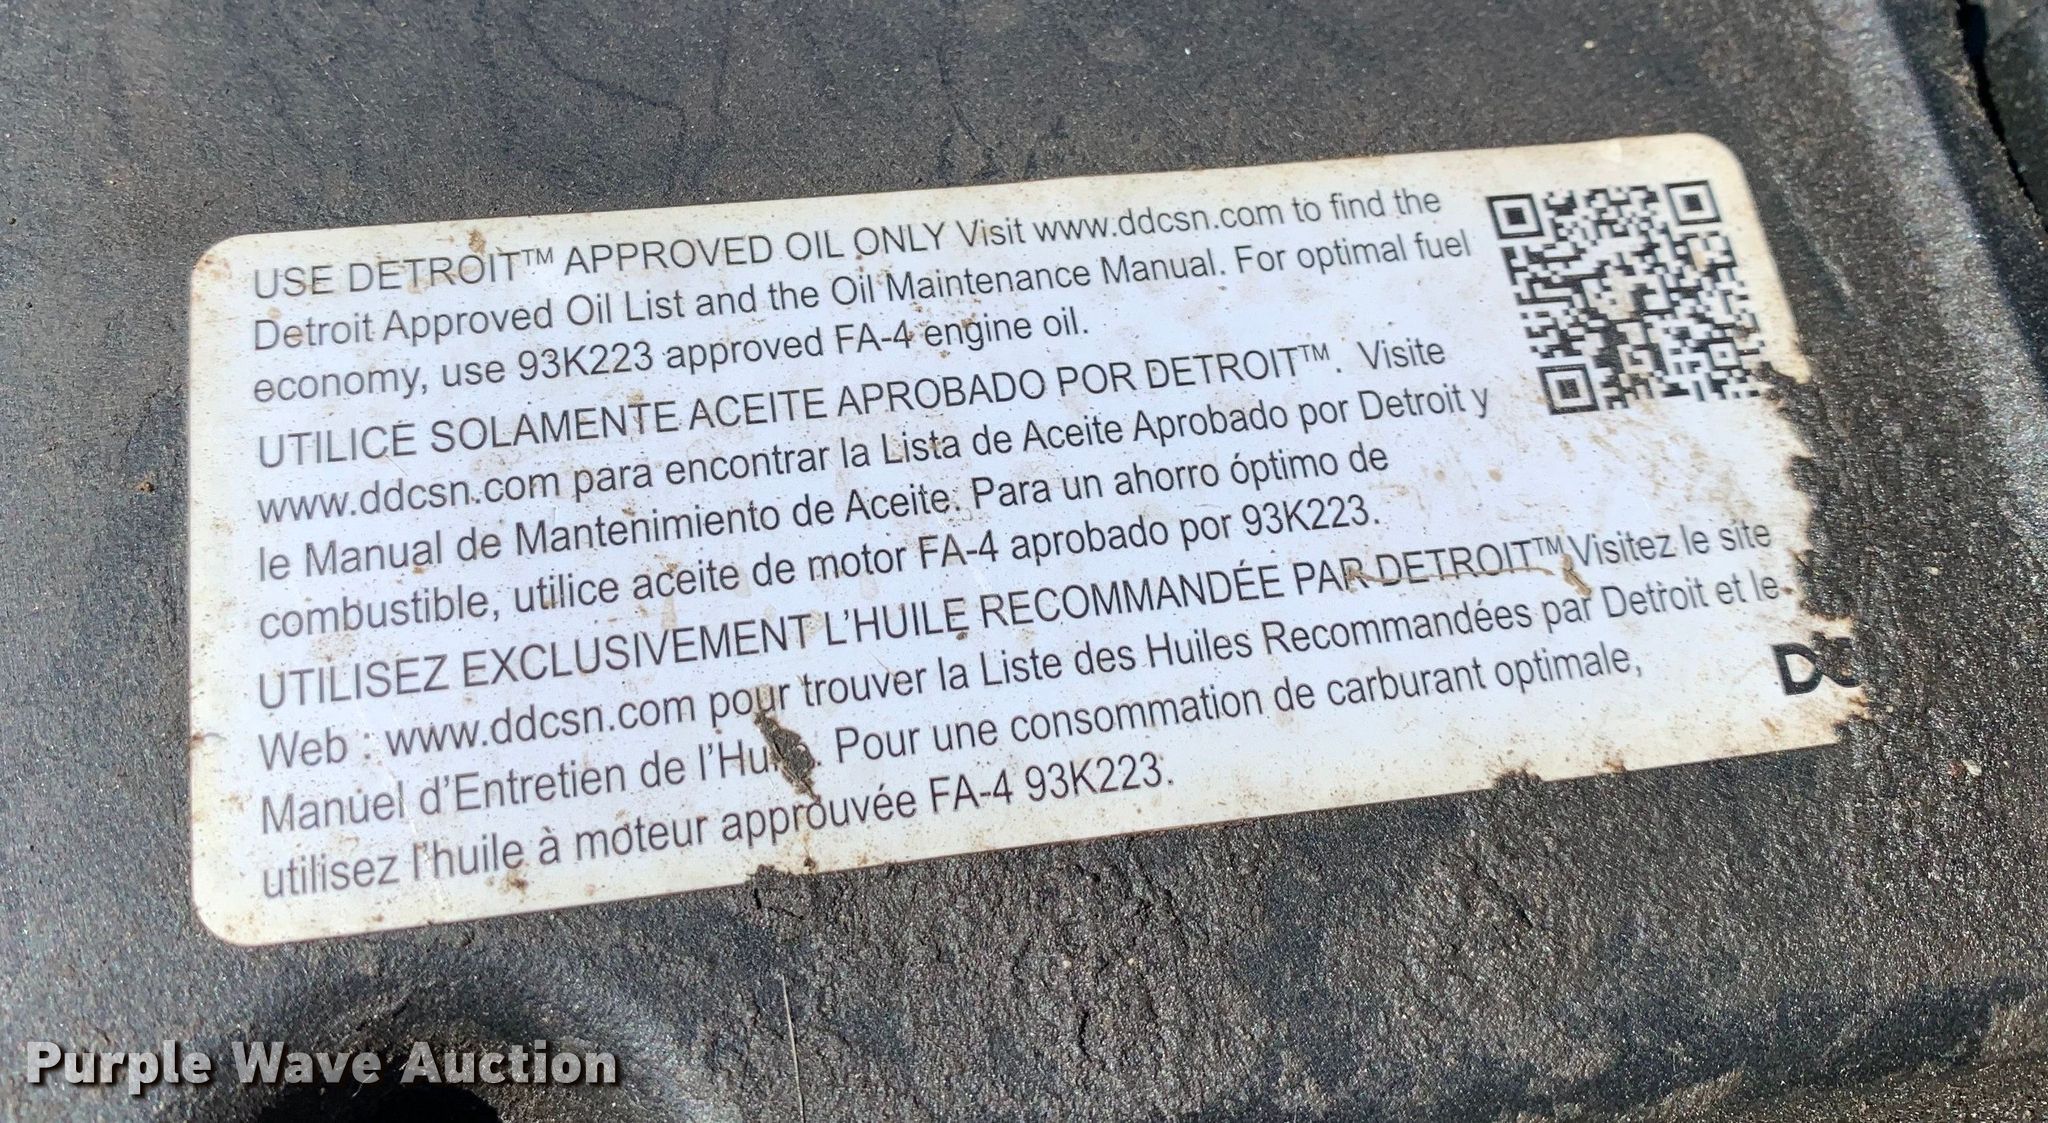 USE DETROIT™ APPROVED OIL ONLY Visit www.ddcsn.com to find the
Detroit Approved Oil List and the Oil Maintenance Manual. For optimal fuel
economy, use 93K223 approved FA-4 engine oil.
UTILICE SOLAMENTE ACEITE APROBADO POR DETROIT™. Visite
www.ddcsn.com para encontrar la Lista de Aceite Aprobado por Detroit y
le Manual de Mantenimiento de Aceite. Para un ahorro óptimo de
combustible, utilice aceite de motor FA-4 aprobado por 93K223.
UTILISEZ EXCLUSIVEMENT L'HUILE RECOMMANDÉE PAR DETROIT™ Visitez le site
Web : www.ddcsn.com pour trouver la Liste des Huiles Recommandées par Detroit et le
Manuel d'Entretien de l'Huile. Pour une consommation de carburant optimale,
utilisez l'huile à moteur approuvée FA-4 93K223.
Purple Wave Auction